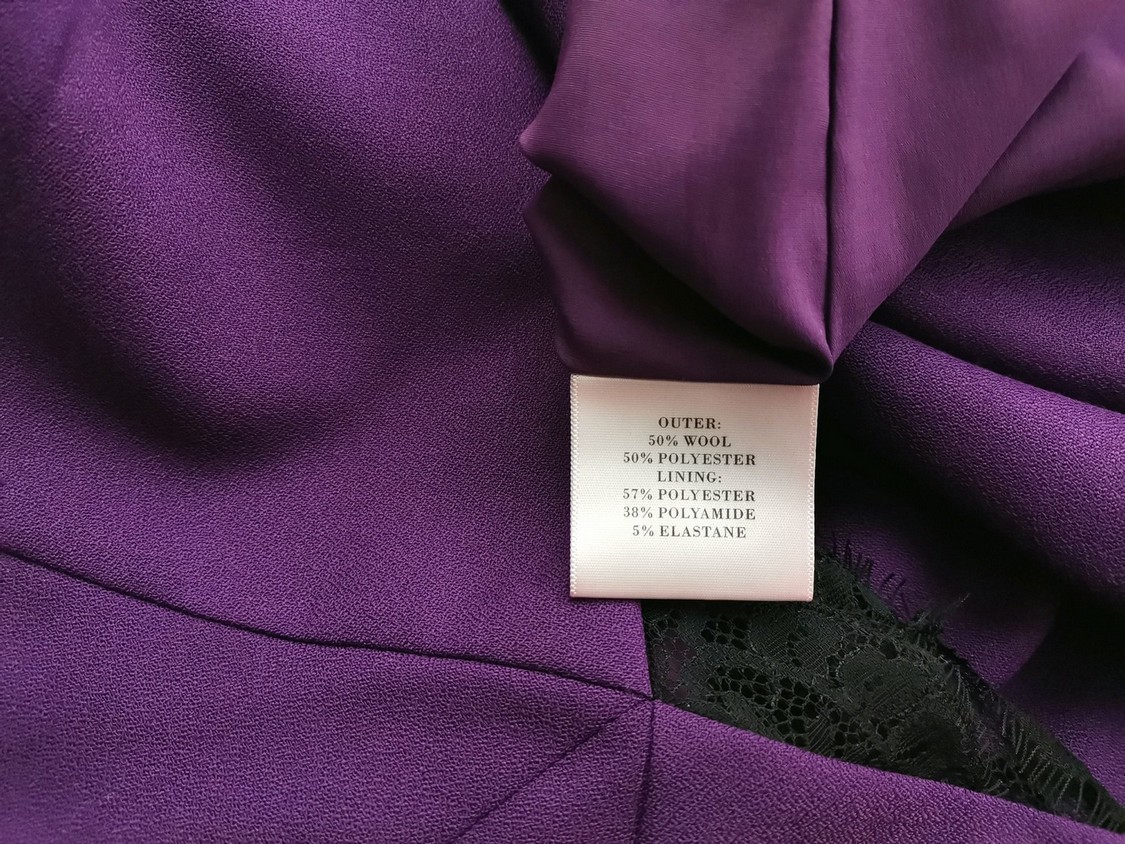 OUTER:
50% WOOL
50% POLYESTER
LINING:
57% POLYESTER
38% POLYAMIDE
5% ELASTANE